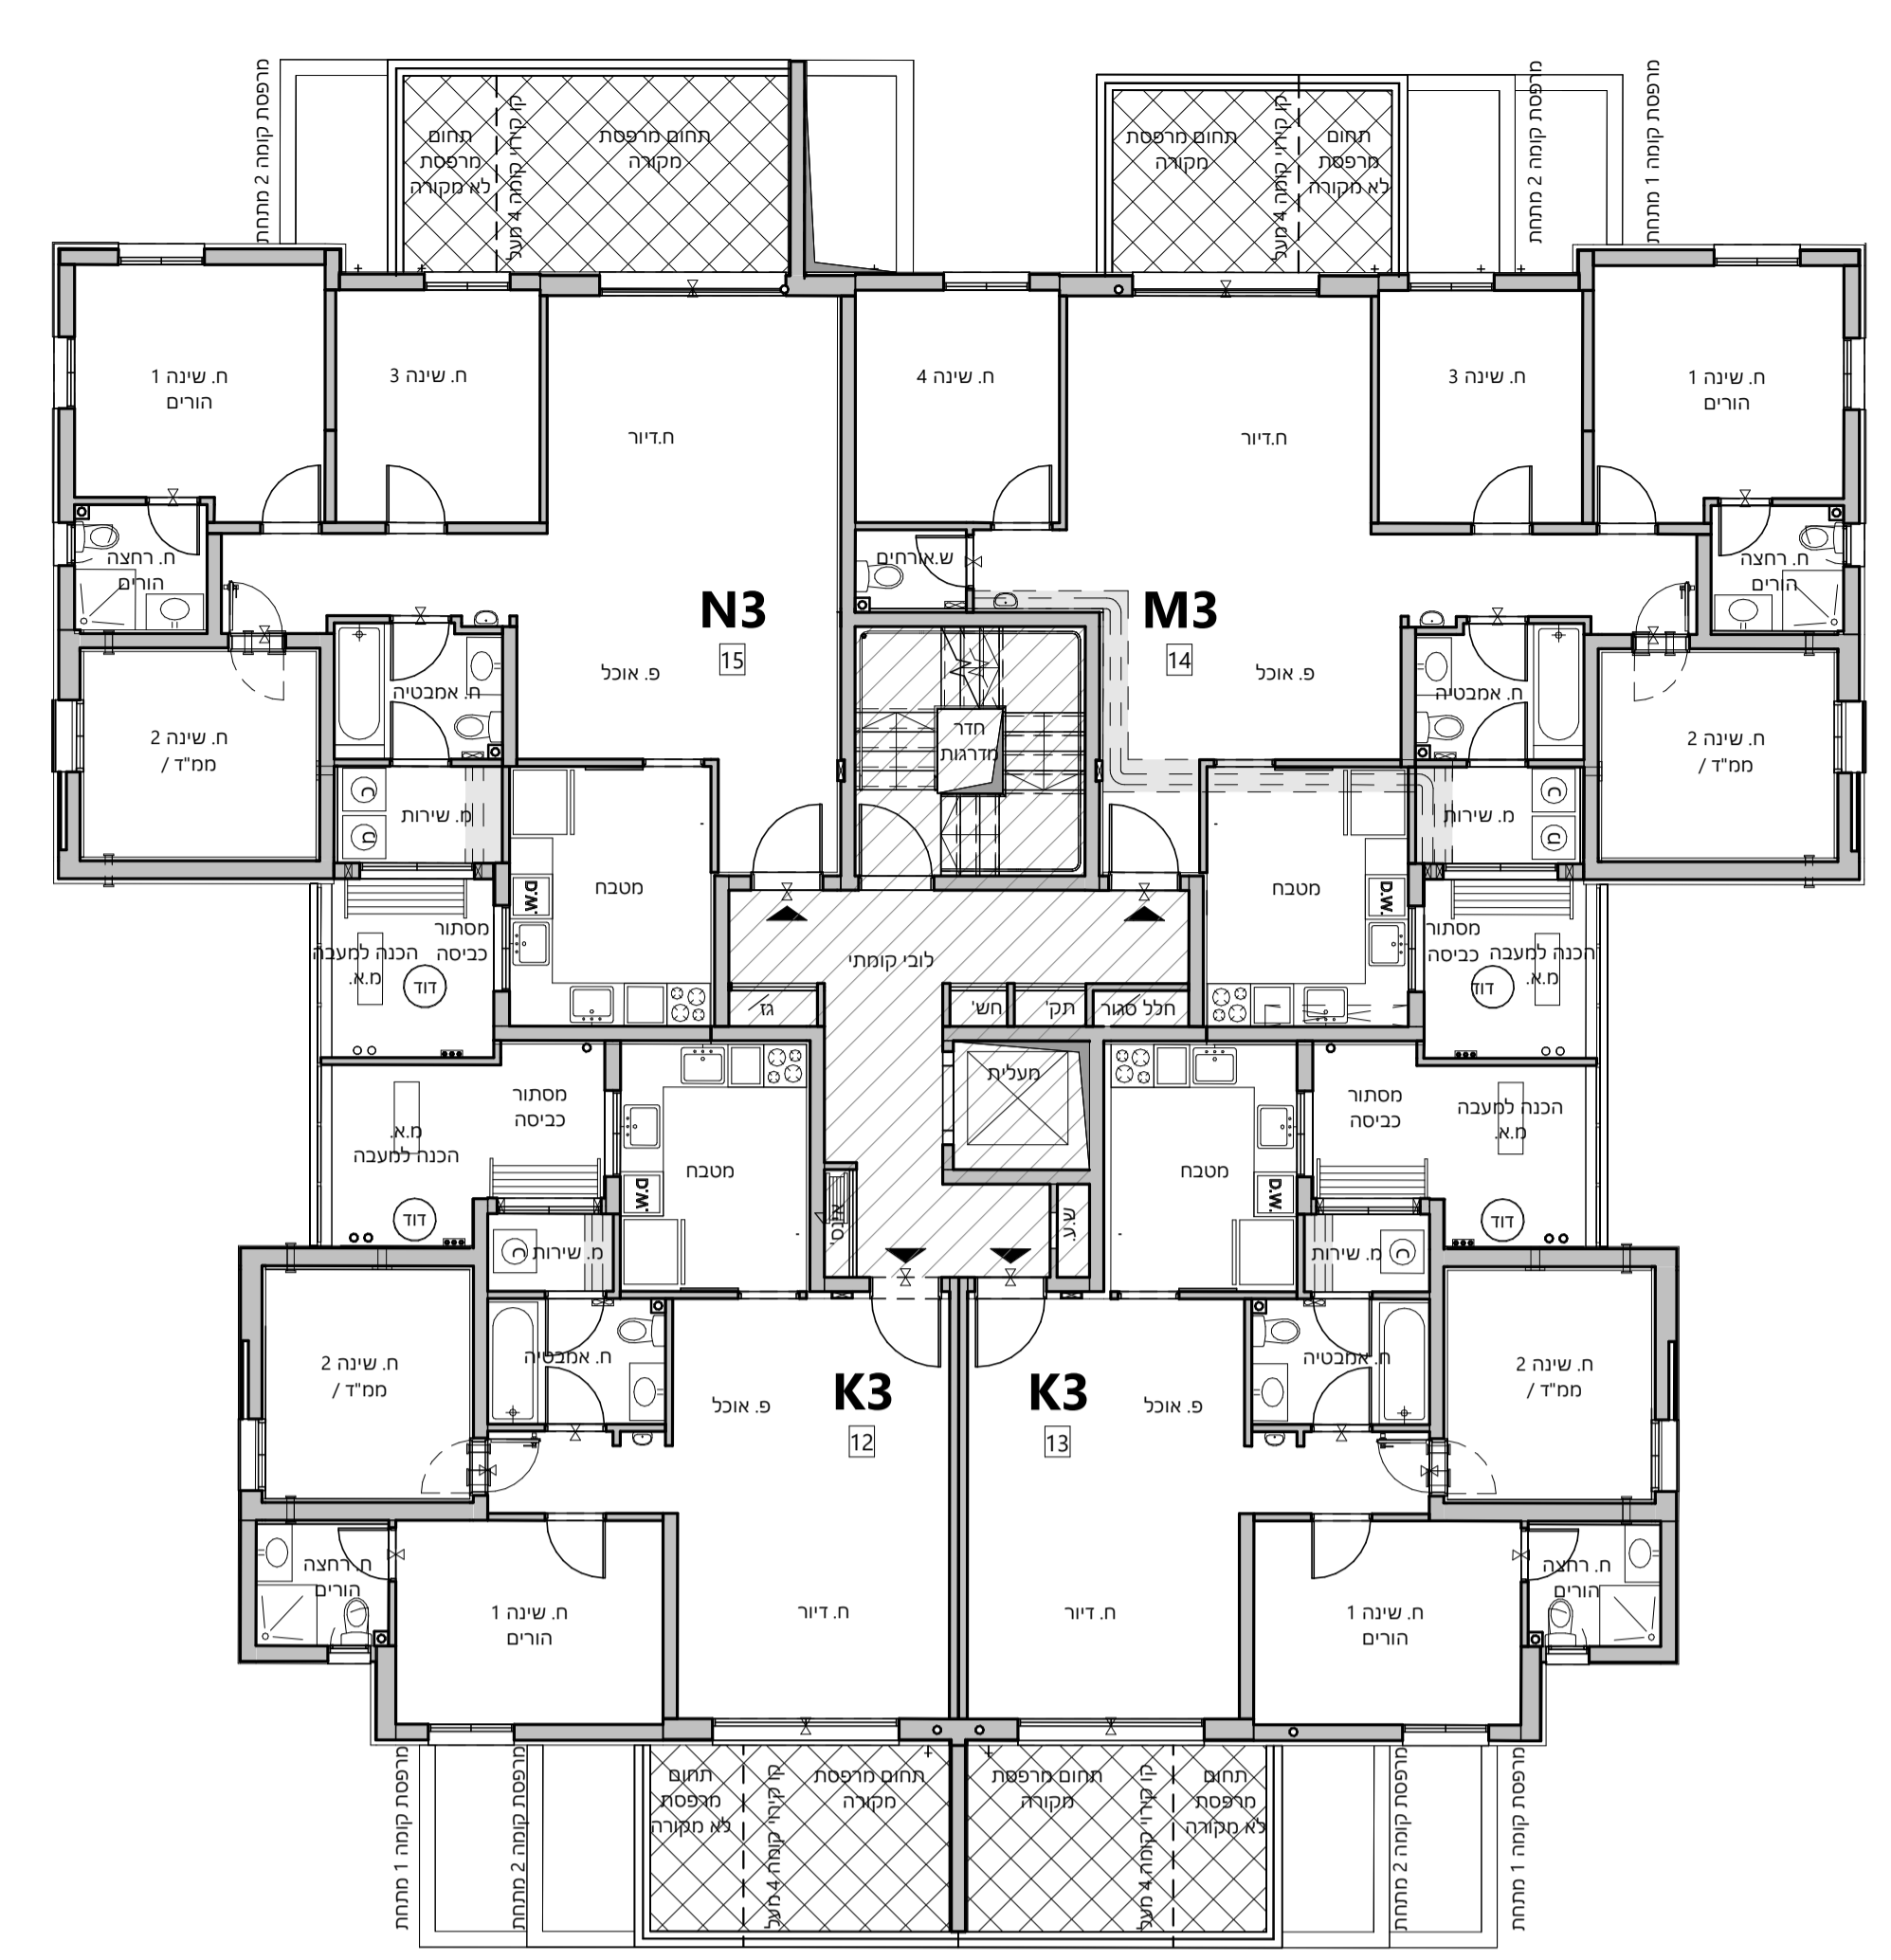 מרפסת קומה 2 מתחת
תחום
מרפסת
לא מקורה
קו קירוי קומה 4 מעל
תחום מרפסת
מקורה
תחום מרפסת
מקורה
קו קירוי קומה 4 מעל
תחום
מרפסת
לא מקורה
מרפסת קומה 2 מתחת
מרפסת קומה 1 מתחת
ח. שינה 1
הורים
ח. שינה 3
ח.דיור
ח. שינה 4
ח.דיור
ח. שינה 3
ח. שינה 1
הורים
ח. רחצה
הורים
ש.אורחים
ח. רחצה
הורים
N3
15
M3
14
פ. אוכל
פ. אוכל
ח. אמבטיה
ח. אמבטיה
חדר
מדרגות
ח. שינה 2
/ ממ"ד
ח. שינה 2
/ ממ"ד
מ. שירות
מ. שירות
מטבח
מטבח
D.W.
D.W.
מסתור
כביסה
הכנה למעבה
מ.א.
דוד
לובי קומתי
מסתור
כביסה
הכנה למעבה
מ.א.
דוד
גז
חש'
תק'
חלל סגור
מעלית
מסתור
כביסה
מ.א.
הכנה למעבה
דוד
מטבח
D.W.
מטבח
D.W.
מסתור
כביסה
הכנה למעבה
מ.א.
דוד
ש.ע.
מ. שירות
מ. שירות
ח. אמבטיה
ח. אמבטיה
ח. שינה 2
/ ממ"ד
ח. שינה 2
/ ממ"ד
פ. אוכל
K3
12
K3
13
פ. אוכל
ח. רחצה
הורים
ח. שינה 1
הורים
ח. דיור
ח. דיור
ח. שינה 1
הורים
ח. רחצה
הורים
מרפסת קומה 1 מתחת
מרפסת קומה 2 מתחת
תחום
מרפסת
לא מקורה
קו קירוי קומה 4 מעל
תחום מרפסת
מקורה
תחום מרפסת
מקורה
קו קירוי קומה 4 מעל
תחום
מרפסת
לא מקורה
מרפסת קומה 2 מתחת
מרפסת קומה 1 מתחת